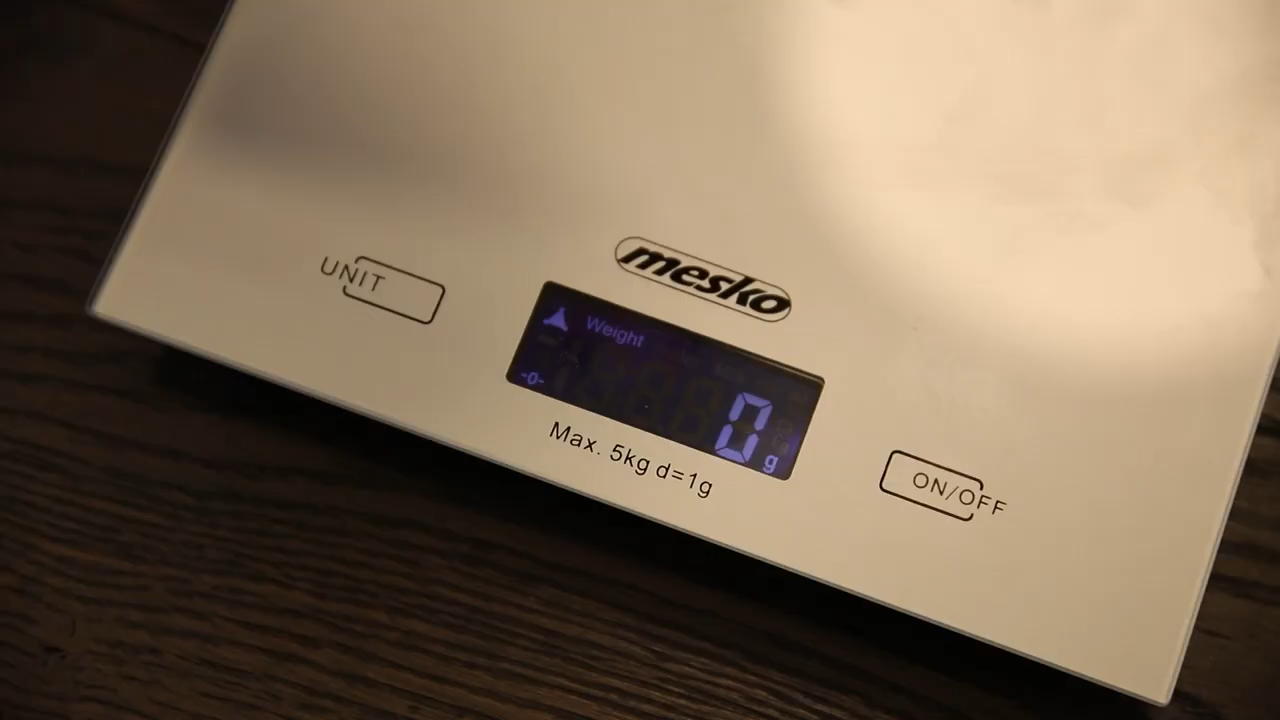 mesko
UNIT
Weight
-0-
0 g
Max. 5kg d=1g
ON/OFF